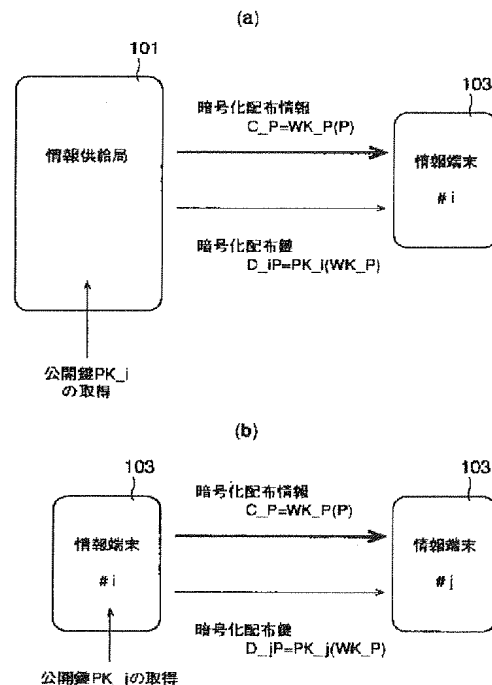 (a)
101
103
暗号化配布情報
C_P=WK_P(P)
情報供給局
情報端末
#i
暗号化配布鍵
D_iP=PK_i(WK_P)
公開鍵PK_i
の取得
(b)
103
103
暗号化配布情報
C_P=WK_P(P)
情報端末
#i
情報端末
#j
暗号化配布鍵
D_jP=PK_j(WK_P)
公開鍵PK_jの取得